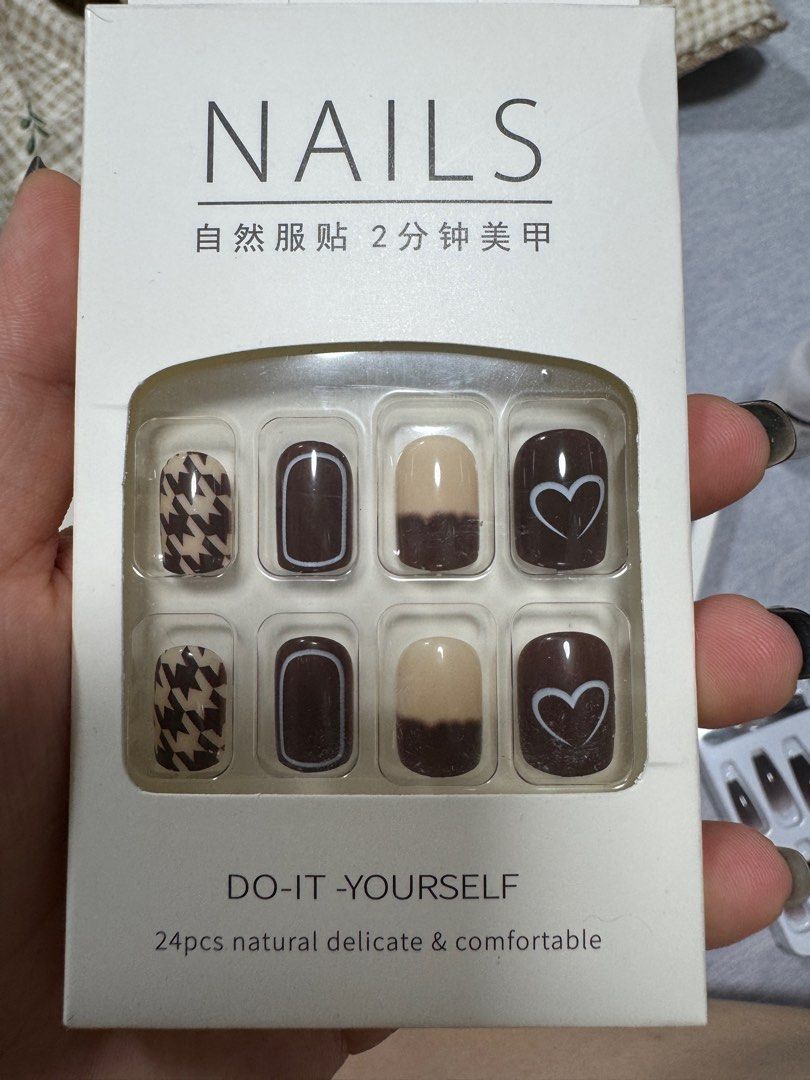 NAILS
自然服贴 2分钟美甲
DO-IT -YOURSELF
24pcs natural delicate & comfortable